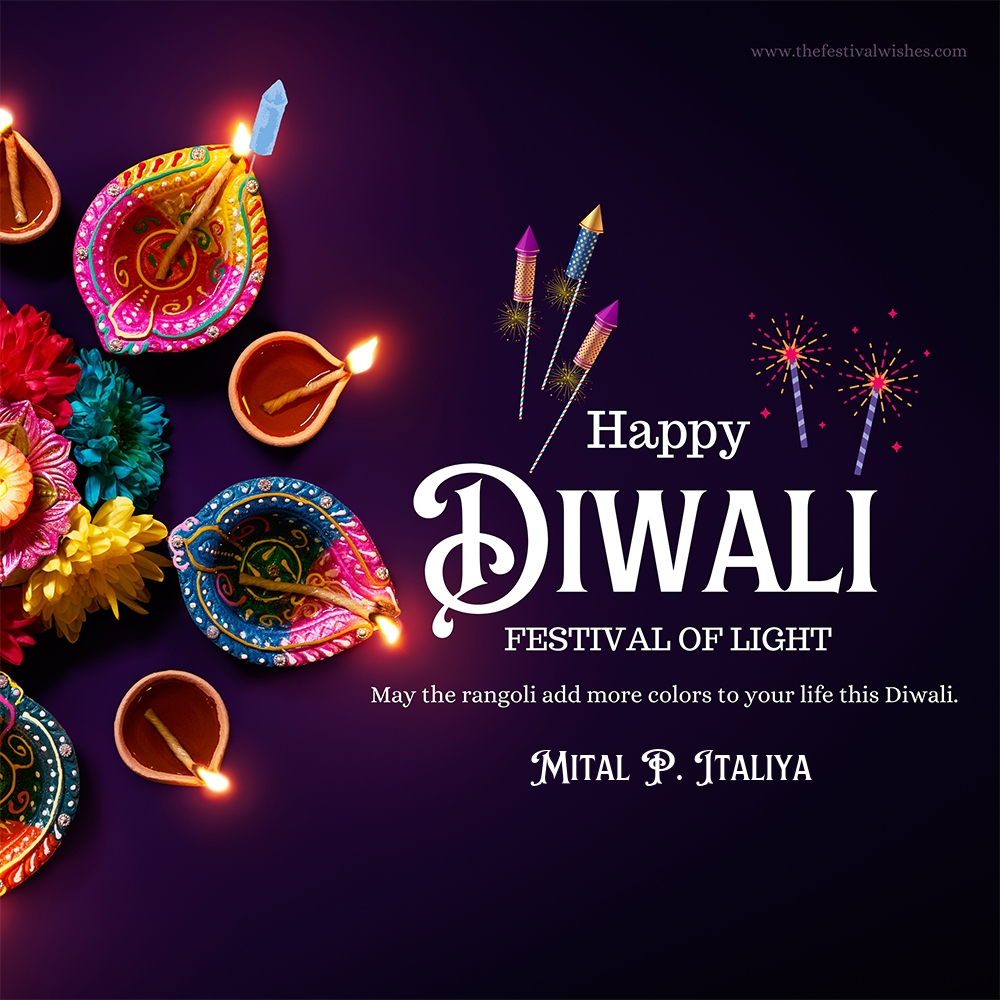 www.thefestivalwishes.com
Happy
DIWALI
FESTIVAL OF LIGHT
May the rangoli add more colors to your life this Diwali.
MITAL P. ITALIYA